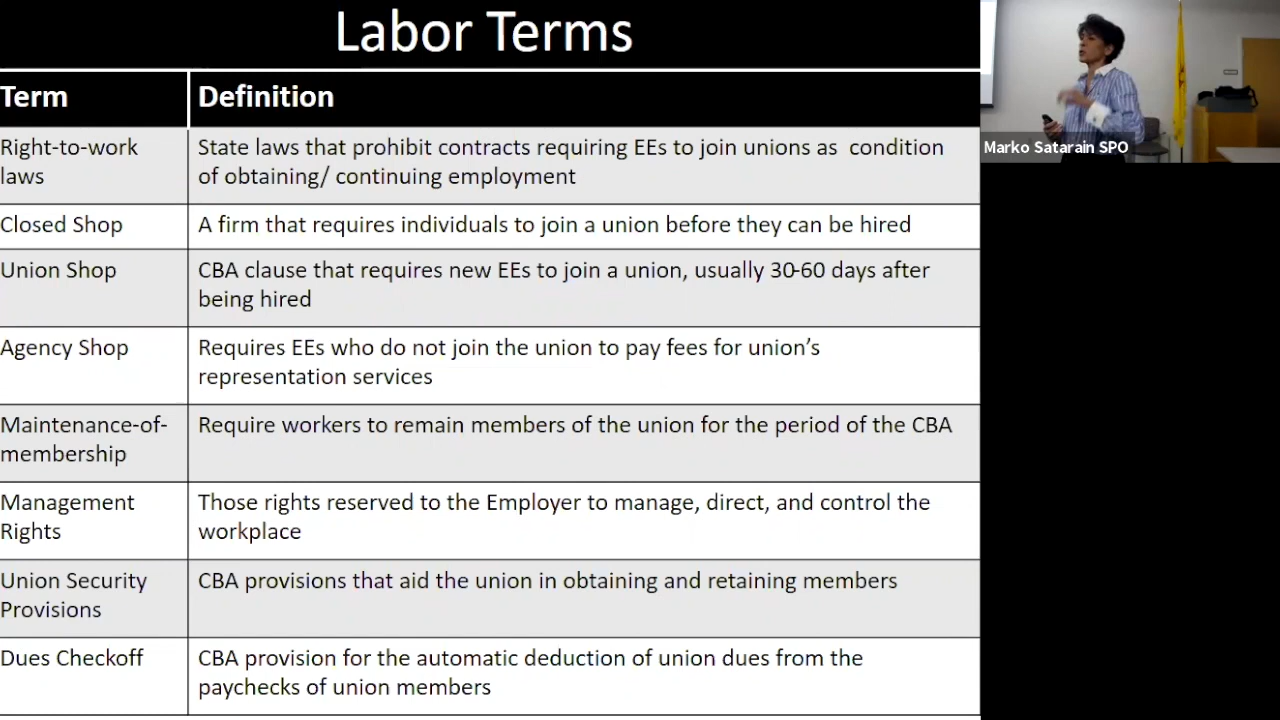 Labor Terms
Term
Definition
Right-to-work
laws
State laws that prohibit contracts requiring EEs to join unions as  condition
of obtaining/ continuing employment
Closed Shop
A firm that requires individuals to join a union before they can be hired
Union Shop
CBA clause that requires new EEs to join a union, usually 30-60 days after
being hired
Agency Shop
Requires EEs who do not join the union to pay fees for union’s
representation services
Maintenance-of-
membership
Require workers to remain members of the union for the period of the CBA
Management
Rights
Those rights reserved to the Employer to manage, direct, and control the
workplace
Union Security
Provisions
CBA provisions that aid the union in obtaining and retaining members
Dues Checkoff
CBA provision for the automatic deduction of union dues from the
paychecks of union members
Marko Satarain SPO